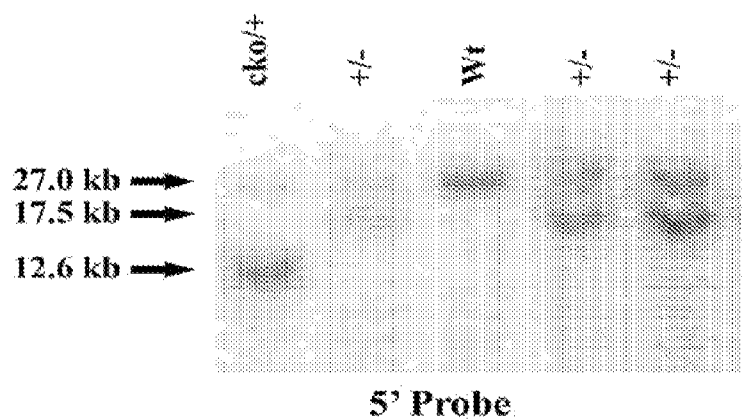 cko/+ +/- Wt +/- +/-
27.0 kb
17.5 kb
12.6 kb
5' Probe